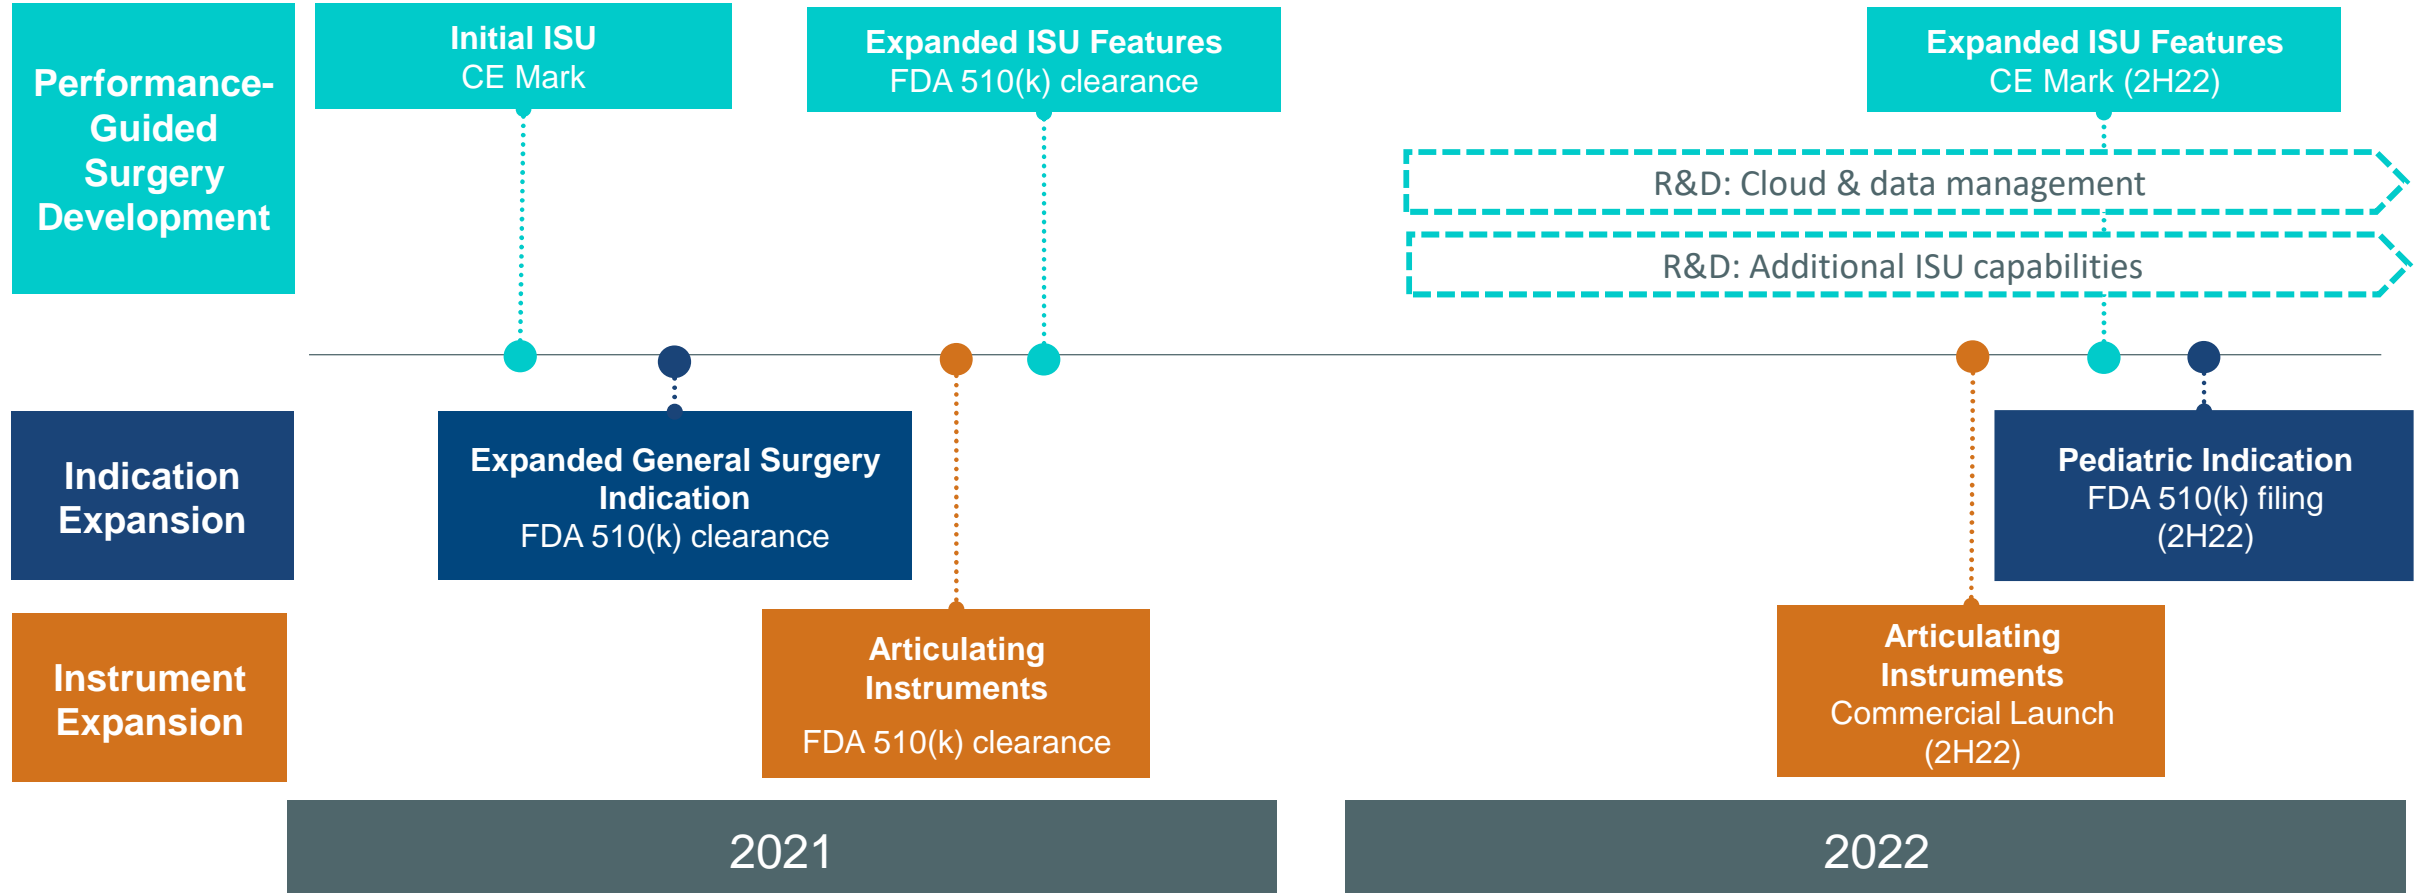 Performance-
Guided
Surgery
Development
Initial ISU
CE Mark
Expanded ISU Features
FDA 510(k) clearance
Expanded ISU Features
CE Mark (2H22)
R&D: Cloud & data management
R&D: Additional ISU capabilities
Indication
Expansion
Expanded General Surgery
Indication
FDA 510(k) clearance
Pediatric Indication
FDA 510(k) filing
(2H22)
Instrument
Expansion
Articulating
Instruments
FDA 510(k) clearance
Articulating
Instruments
Commercial Launch
(2H22)
2021
2022